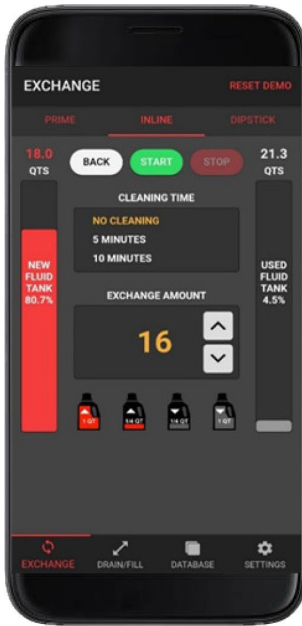 EXCHANGE
RESET DEMO
PRIME
INLINE
DIPSTICK
18.0
QTS
BACK
START
STOP
21.3
QTS
CLEANING TIME
NO CLEANING
5 MINUTES
10 MINUTES
NEW
FLUID
TANK
80.7%
USED
FLUID
TANK
4.5%
EXCHANGE AMOUNT
16
1 QT
1/4 QT
1/4 QT
1 QT
EXCHANGE
DRAIN/FILL
DATABASE
SETTINGS